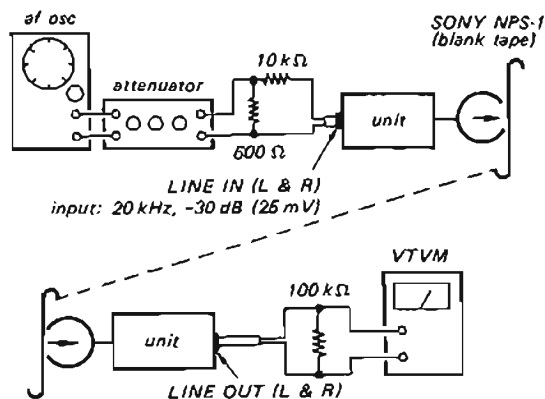 af osc
SONY NPS-1
(blank tape)
attenuator
10 kΩ
600 Ω
unit
LINE IN (L & R)
input: 20 kHz, -30 dB (25 mV)
VTVM
100 kΩ
unit
LINE OUT (L & R)